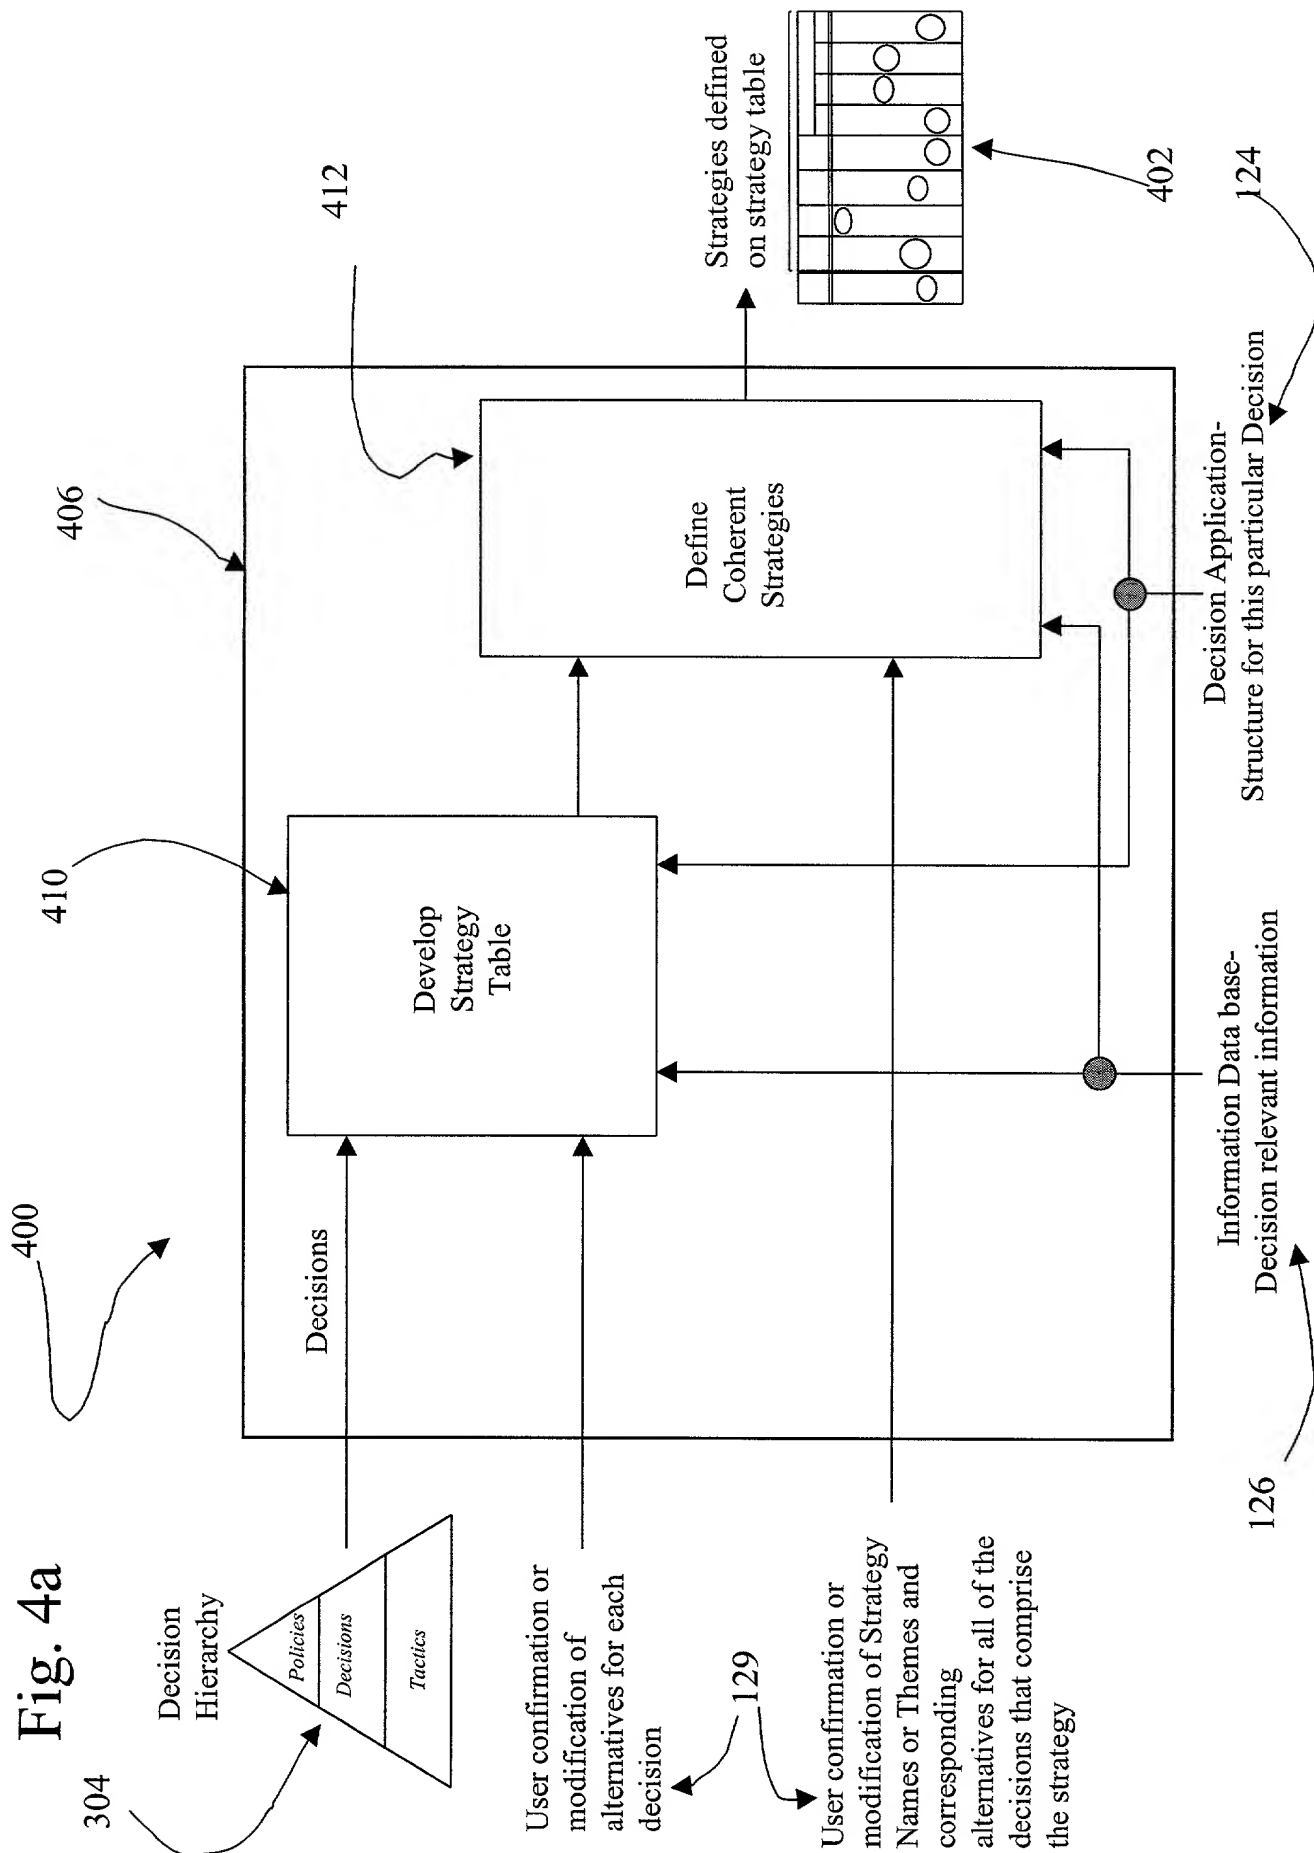 Fig. 4a
400
410
406
412
304
Decision
Hierarchy
Policies
Decisions
Tactics
Decisions
Develop
Strategy
Table
Define
Coherent
Strategies
Strategies defined
on strategy table
402
User confirmation or
modification of
alternatives for each
decision
129
User confirmation or
modification of Strategy
Names or Themes and
corresponding
alternatives for all of the
decisions that comprise
the strategy
126
Information Data base-
Decision relevant information
Decision Application-
Structure for this particular Decision
124